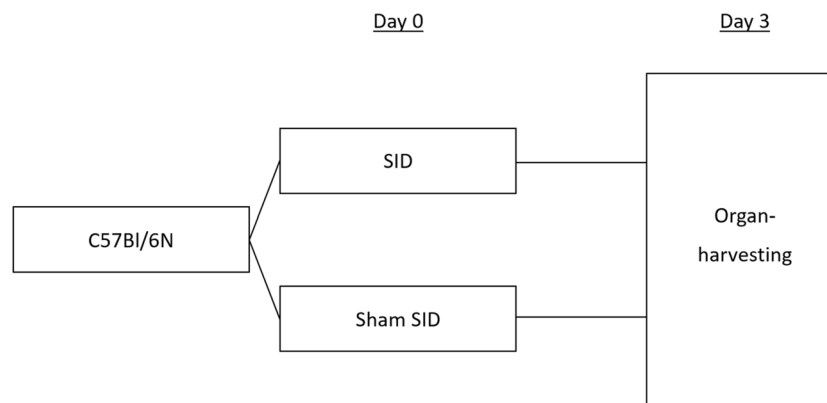 Day 0
Day 3
SID
C57Bl/6N
Organ-
harvesting
Sham SID